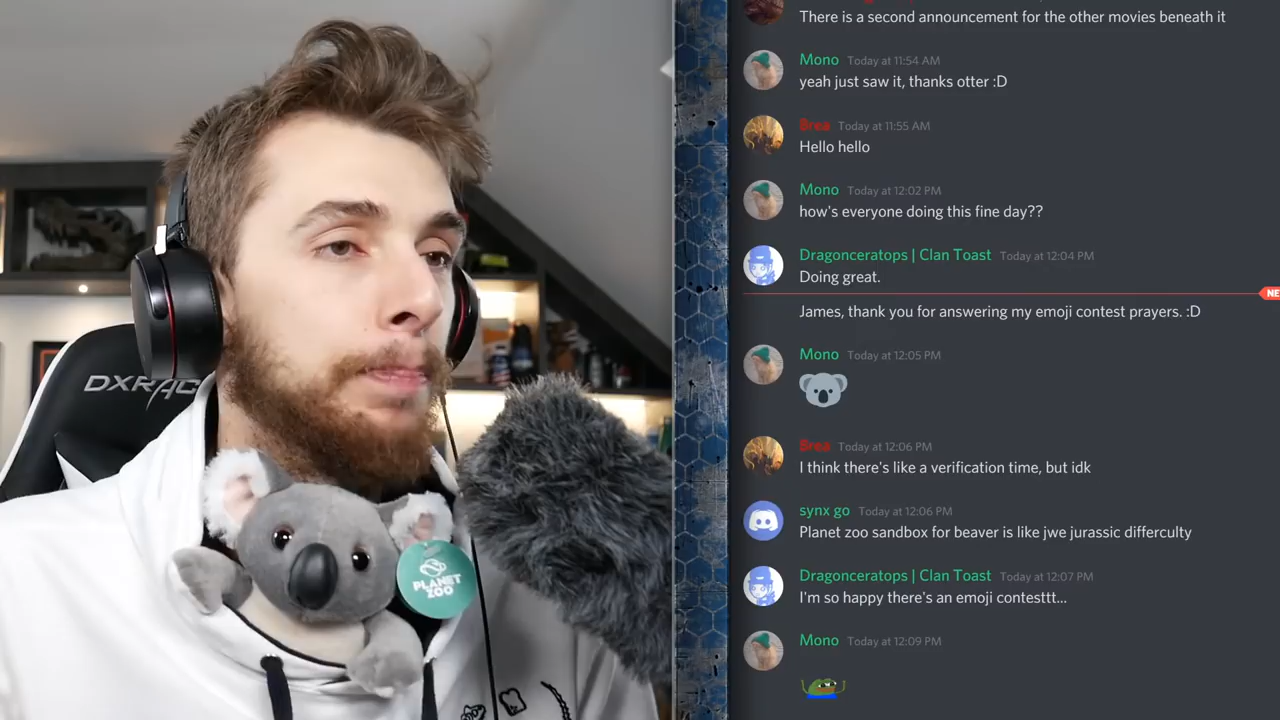 There is a second announcement for the other movies beneath it
Mono Today at 11:54 AM
yeah just saw it, thanks otter :D
Brea Today at 11:55 AM
Hello hello
Mono Today at 12:02 PM
how's everyone doing this fine day??
Dragonceratops | Clan Toast Today at 12:04 PM
Doing great.
NE
James, thank you for answering my emoji contest prayers. :D
Mono Today at 12:05 PM
Brea Today at 12:06 PM
I think there's like a verification time, but idk
synx go Today at 12:06 PM
Planet zoo sandbox for beaver is like jwe jurassic differculty
Dragonceratops | Clan Toast Today at 12:07 PM
I'm so happy there's an emoji contesttt...
Mono Today at 12:09 PM
DXRAC
PLANET
ZOO